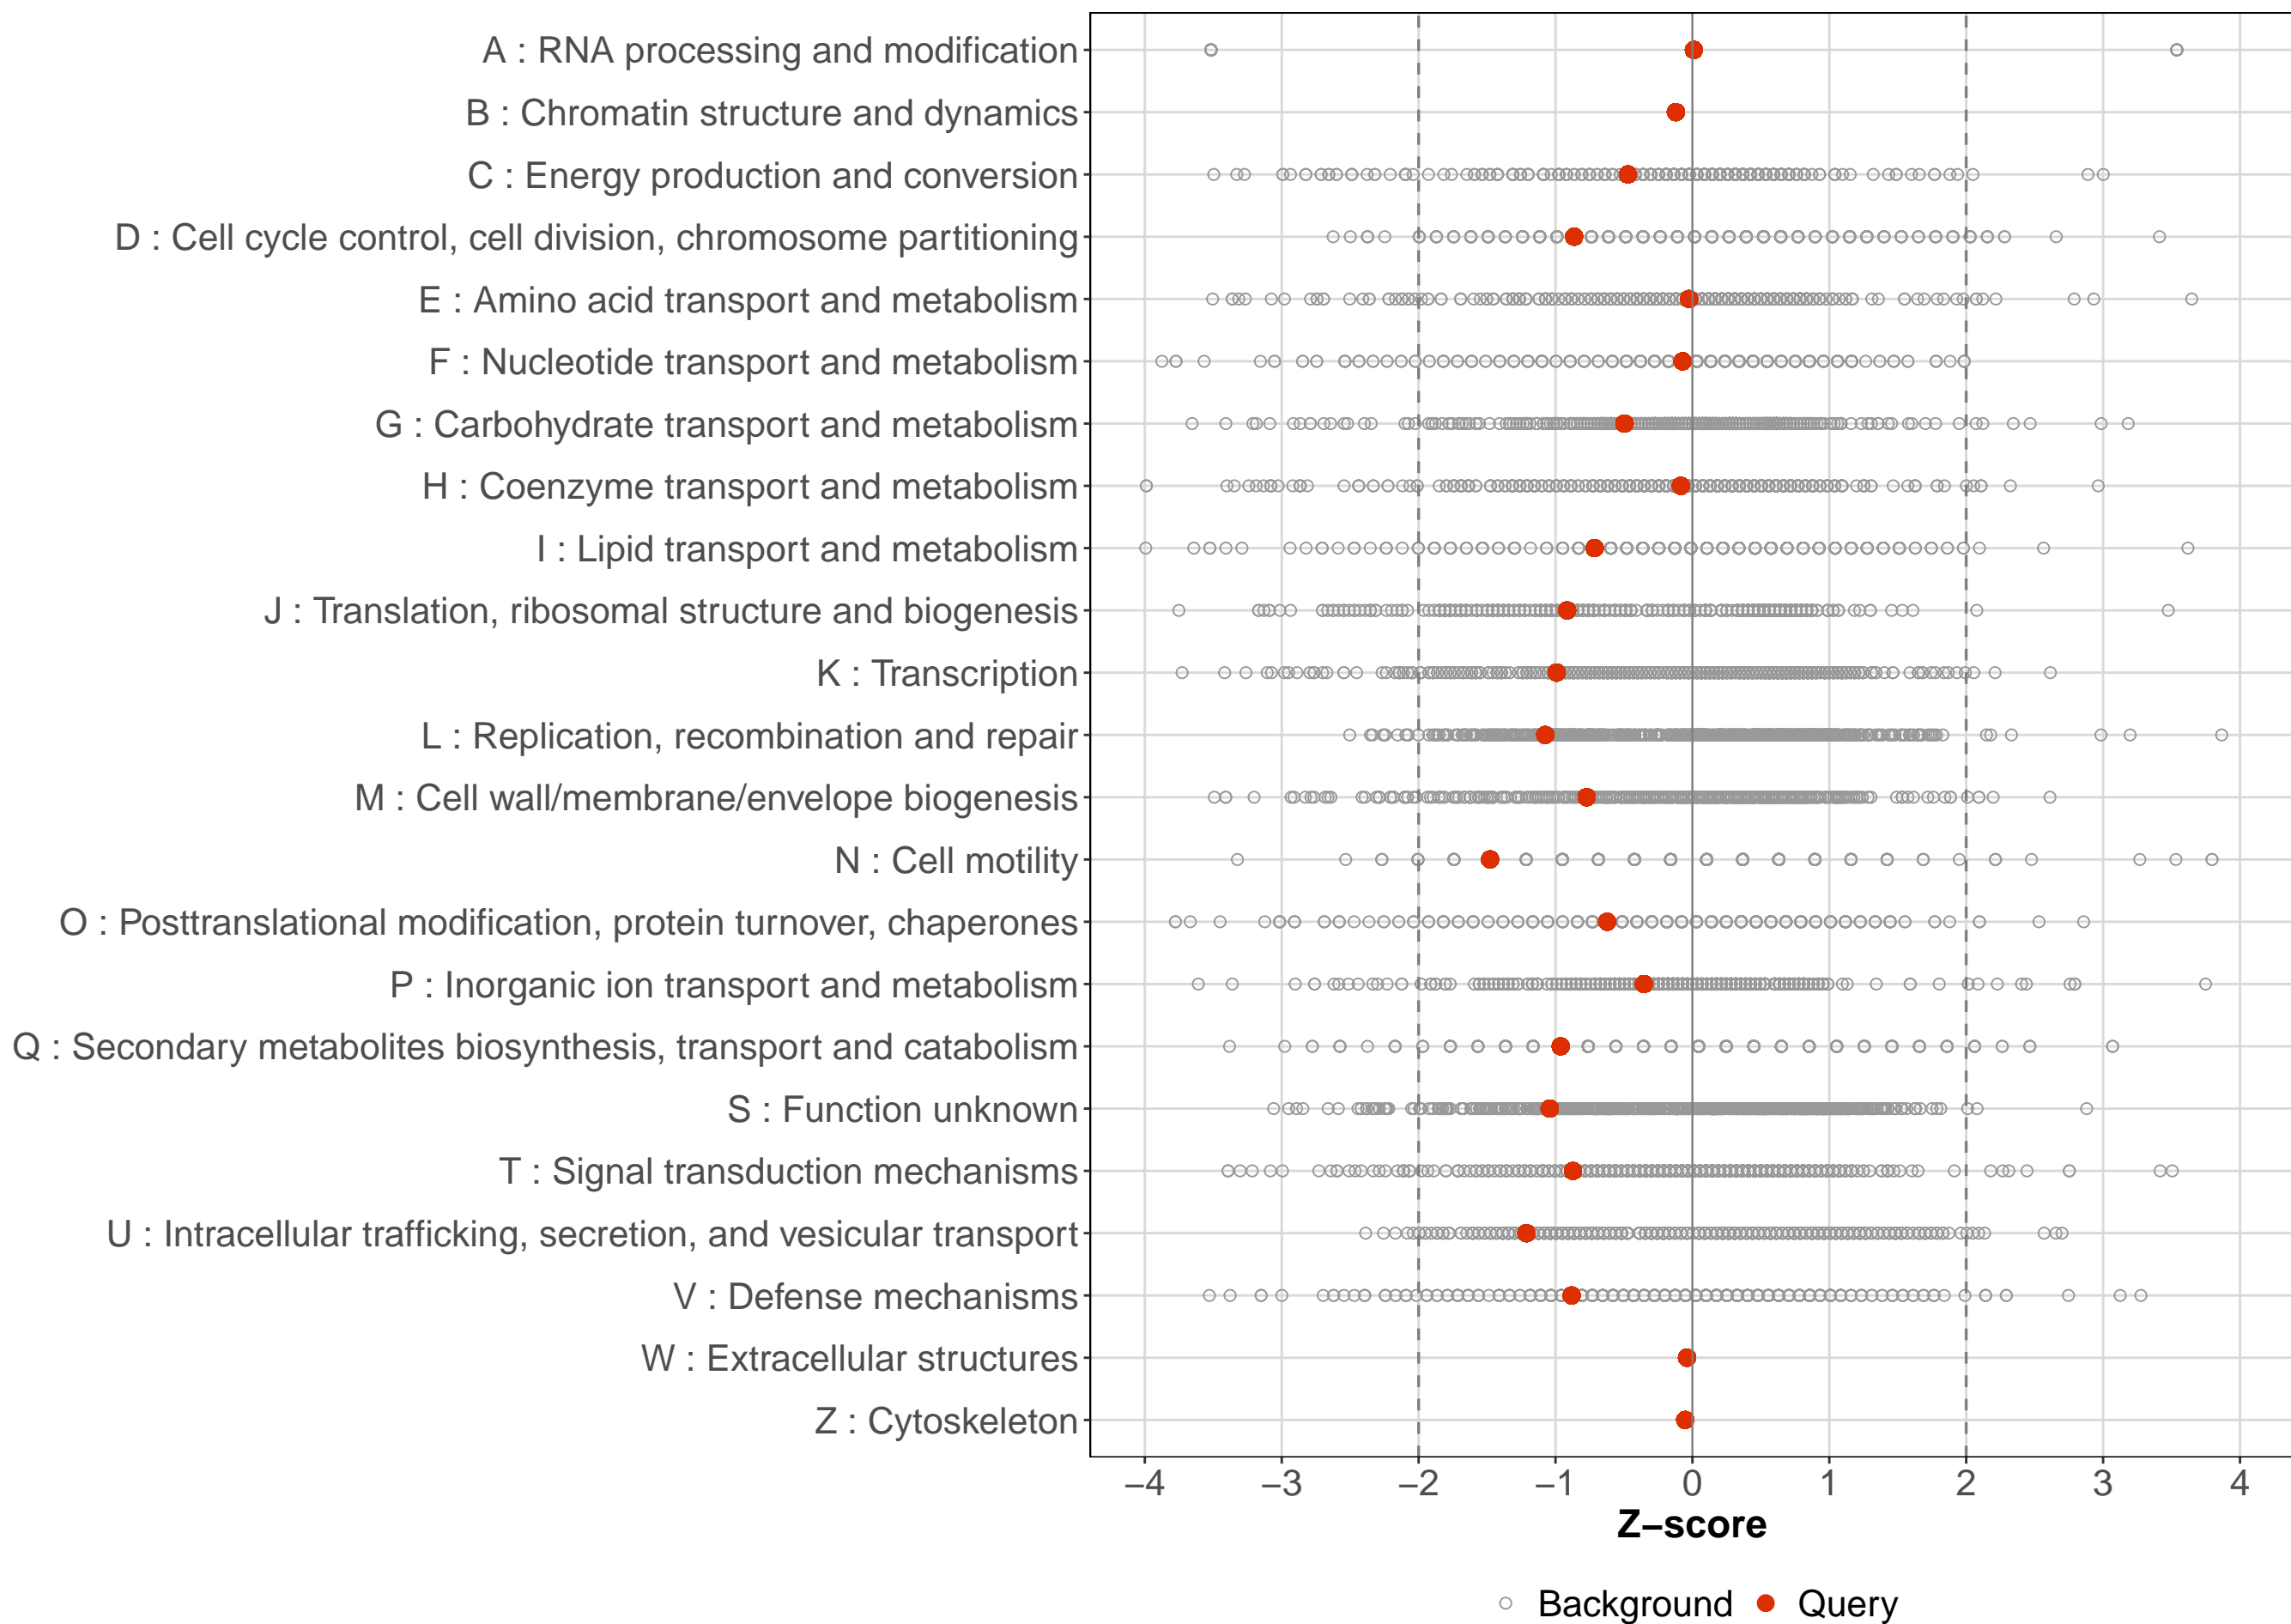 A : RNA processing and modification
B : Chromatin structure and dynamics
C : Energy production and conversion
D : Cell cycle control, cell division, chromosome partitioning
E : Amino acid transport and metabolism
F : Nucleotide transport and metabolism
G : Carbohydrate transport and metabolism
H : Coenzyme transport and metabolism
I : Lipid transport and metabolism
J : Translation, ribosomal structure and biogenesis
K : Transcription
L : Replication, recombination and repair
M : Cell wall/membrane/envelope biogenesis
N : Cell motility
O : Posttranslational modification, protein turnover, chaperones
P : Inorganic ion transport and metabolism
Q : Secondary metabolites biosynthesis, transport and catabolism
S : Function unknown
T : Signal transduction mechanisms
U : Intracellular trafficking, secretion, and vesicular transport
V : Defense mechanisms
W : Extracellular structures
Z : Cytoskeleton
−4 −3 −2 −1 0 1 2 3 4
Z−score
Background Query